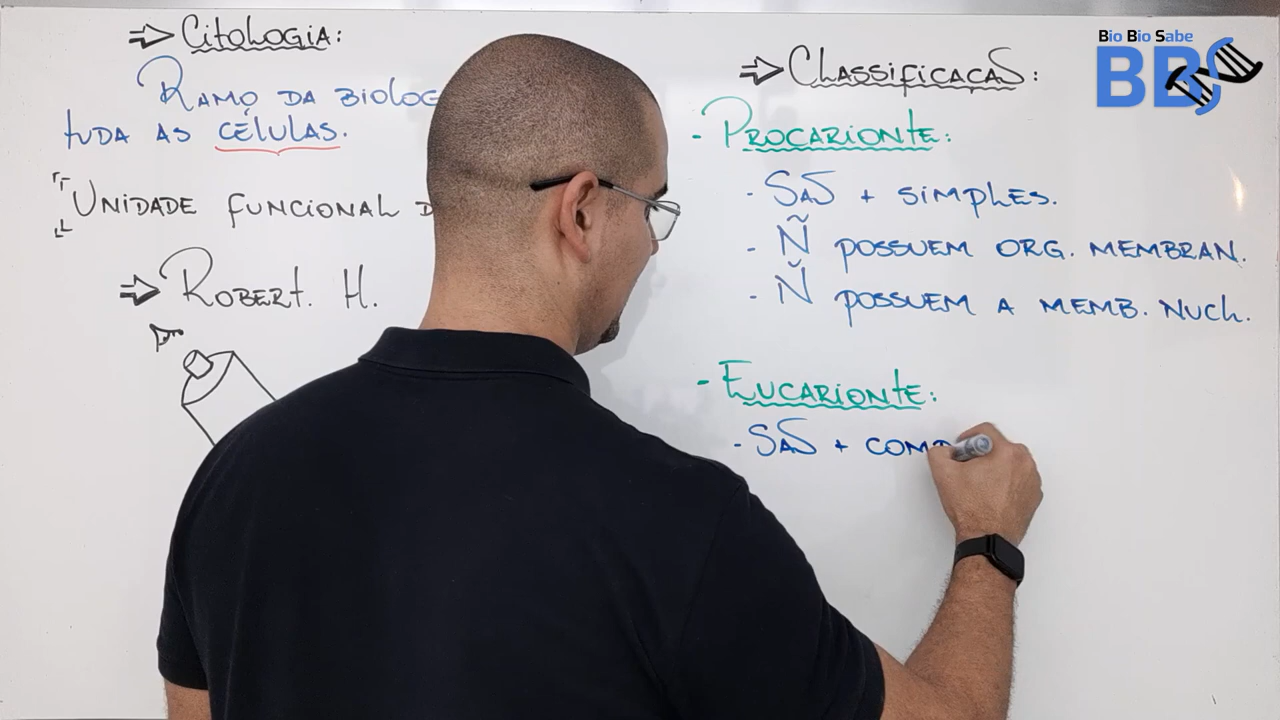 ⇒ Citologia:
Ramo da biolog
tuda as células.
Unidade funcional d
⇒ Robert. H.
Bio Bio Sabe
BBS
⇒ Classificação:
- Procarionte:
- São + simples.
- Ñ possuem org. membran.
- Ñ possuem a memb. nucl.
- Eucarionte:
- São + comp